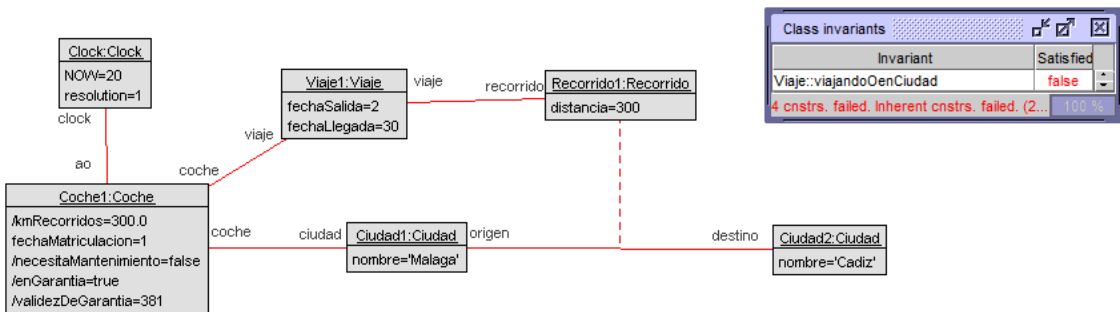 Class invariants
Invariant Satisfied
Viaje::viajandoOenCiudad false
4 cnstrs. failed. Inherent cnstrs. failed. (2... 100 %
Clock:Clock
NOW=20
resolution=1
clock
ao
Viaje1:Viaje
fechaSalida=2
fechaLlegada=30
viaje
recorrido
Recorrido1:Recorrido
distancia=300
viaje
coche
Coche1:Coche
/kmRecorridos=300.0
fechaMatriculacion=1
/necesitaMantenimiento=false
/enGarantia=true
/validezDeGarantia=381
coche
ciudad
Ciudad1:Ciudad
nombre='Malaga'
origen
destino
Ciudad2:Ciudad
nombre='Cadiz'